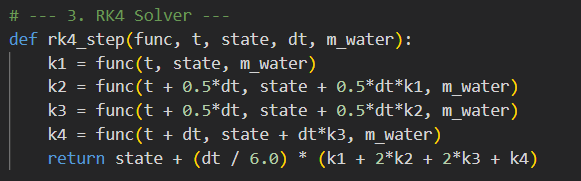 # --- 3. RK4 Solver ---
def rk4_step(func, t, state, dt, m_water):
    k1 = func(t, state, m_water)
    k2 = func(t + 0.5*dt, state + 0.5*dt*k1, m_water)
    k3 = func(t + 0.5*dt, state + 0.5*dt*k2, m_water)
    k4 = func(t + dt, state + dt*k3, m_water)
    return state + (dt / 6.0) * (k1 + 2*k2 + 2*k3 + k4)